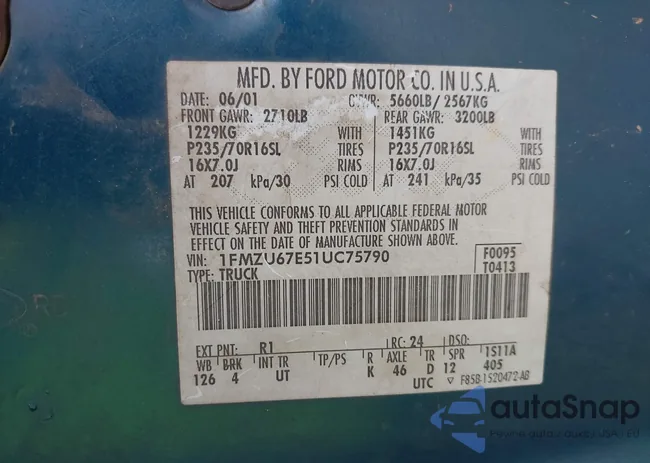 MFD. BY FORD MOTOR CO. IN U.S.A.
DATE: 06/01 GVWR: 5660LB/ 2567KG
FRONT GAWR: 2710LB REAR GAWR: 3200LB
1229KG WITH 1451KG WITH
P235/70R16SL TIRES P235/70R16SL TIRES
16X7.0J RIMS 16X7.0J RIMS
AT 207 kPa/30 PSI COLD AT 241 kPa/35 PSI COLD
THIS VEHICLE CONFORMS TO ALL APPLICABLE FEDERAL MOTOR
VEHICLE SAFETY AND THEFT PREVENTION STANDARDS IN
EFFECT ON THE DATE OF MANUFACTURE SHOWN ABOVE.
VIN: 1FMZU67E51UC75790 F0095
TYPE: TRUCK T0413
EXT PNT: R1 RC: 24 DSO:
WB BRK INT TR TP/PS R AXLE TR SPR 1S11A
126 4 UT K 46 D 12 405
UTC ▽ F85B-1520472-AB
autaSnap